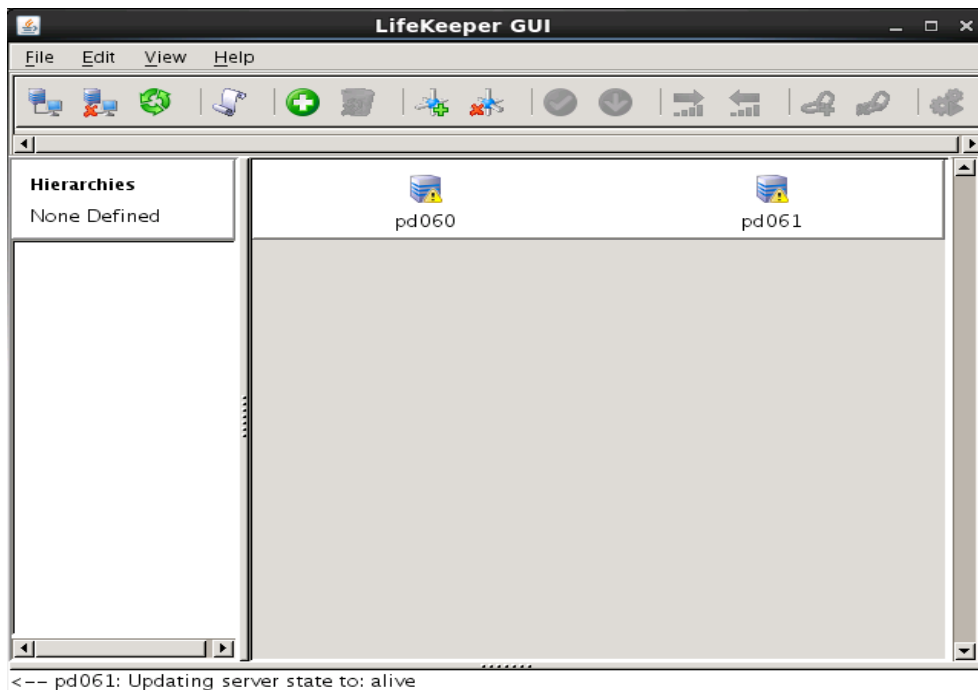 LifeKeeper GUI
File Edit View Help
Hierarchies
None Defined
pd060 pd061
<-- pd061: Updating server state to: alive